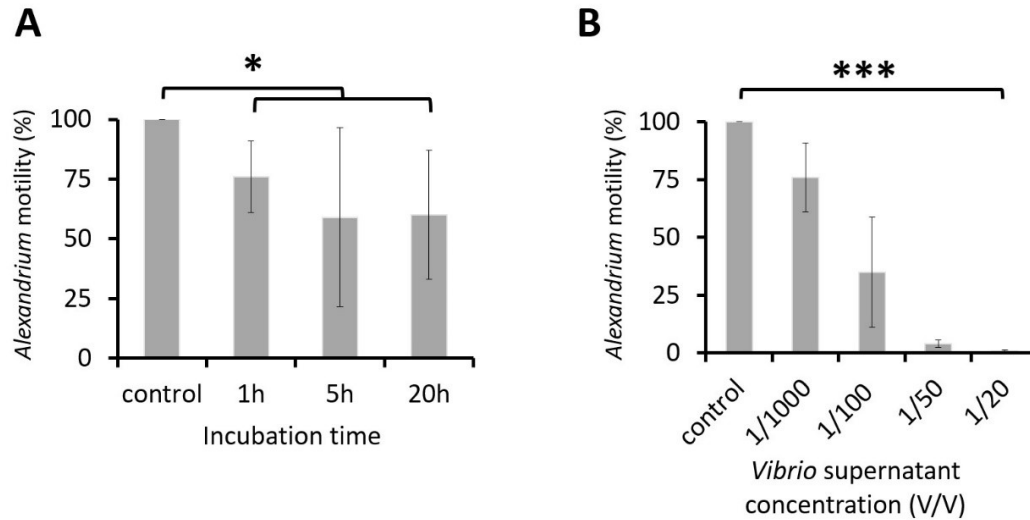 A
*
Alexandrium motility (%)
100
75
50
25
0
control 1h 5h 20h
Incubation time
B
***
Alexandrium motility (%)
100
75
50
25
0
control 1/1000 1/100 1/50 1/20
Vibrio supernatant
concentration (V/V)